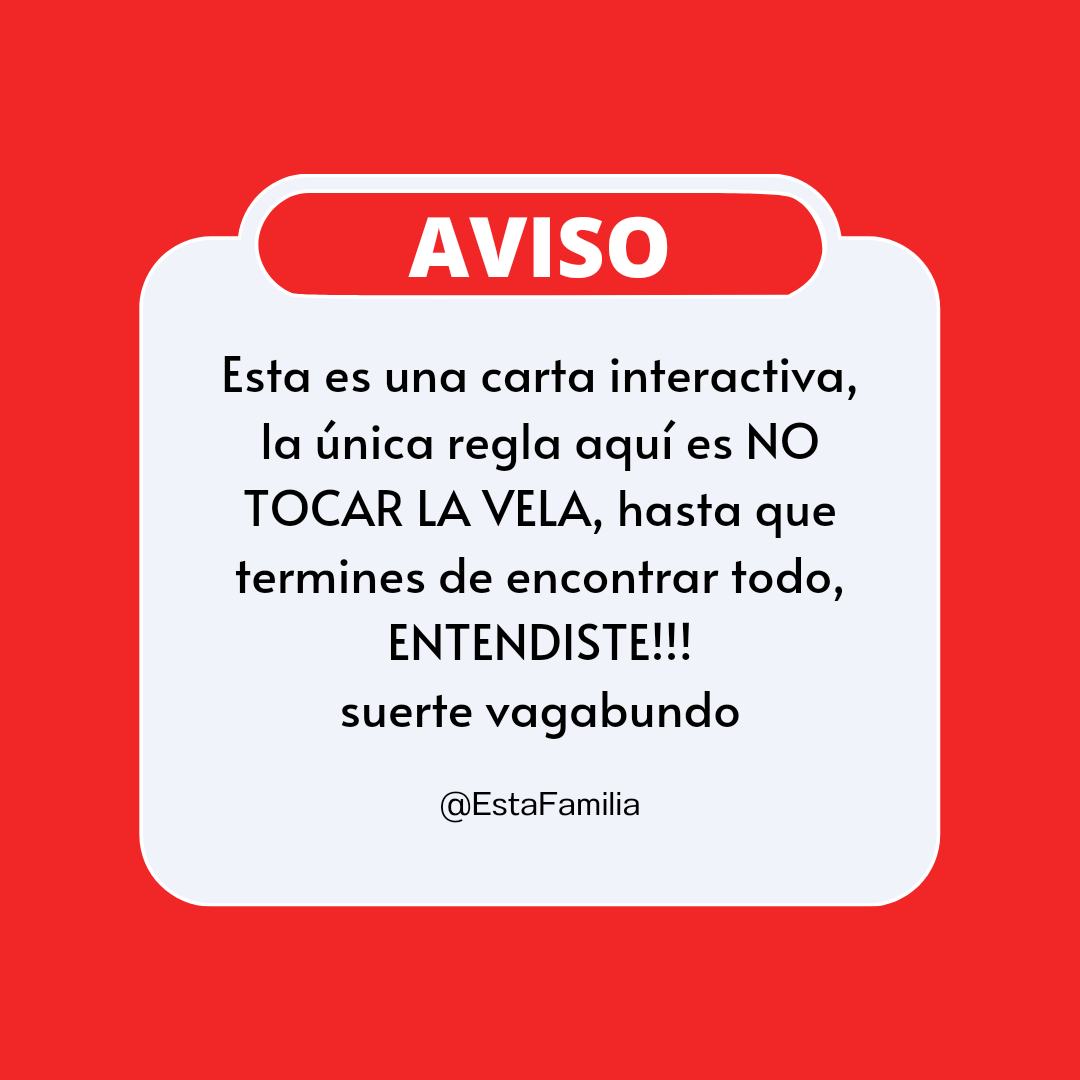 AVISO
Esta es una carta interactiva,
la única regla aquí es NO
TOCAR LA VELA, hasta que
termines de encontrar todo,
ENTENDISTE!!!
suerte vagabundo
@EstaFamilia